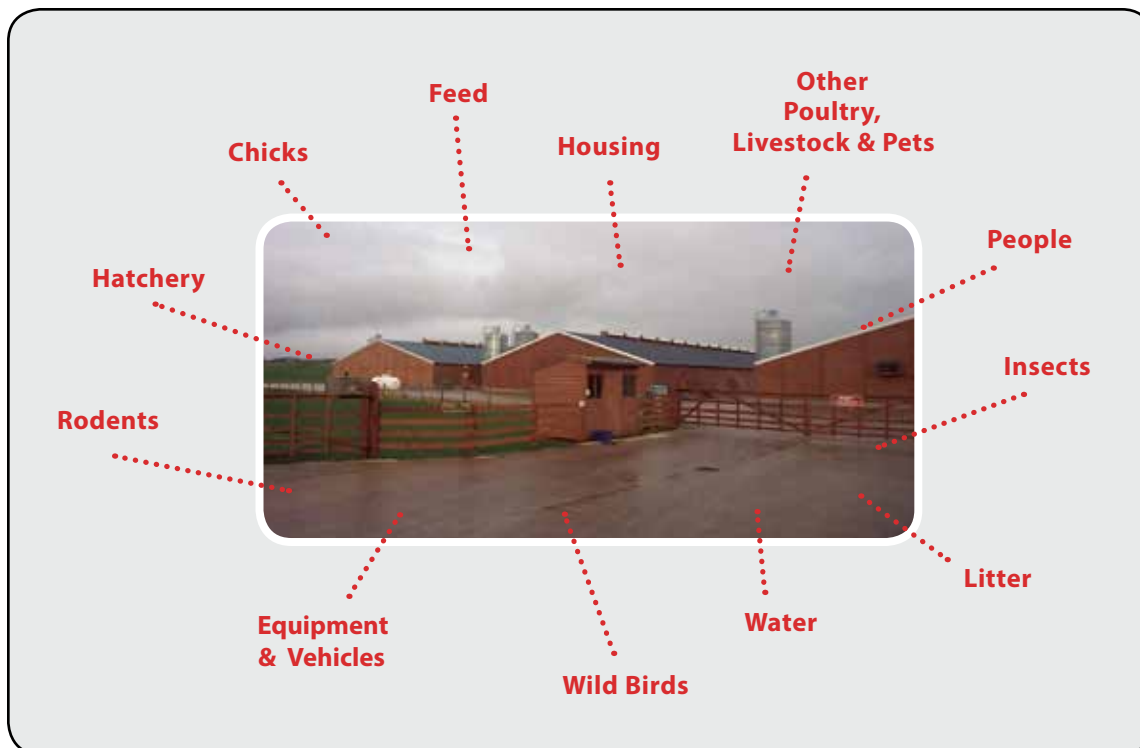 Feed
Other
Poultry,
Livestock & Pets
Chicks
Housing
People
Hatchery
Insects
Rodents
Litter
Equipment
& Vehicles
Water
Wild Birds